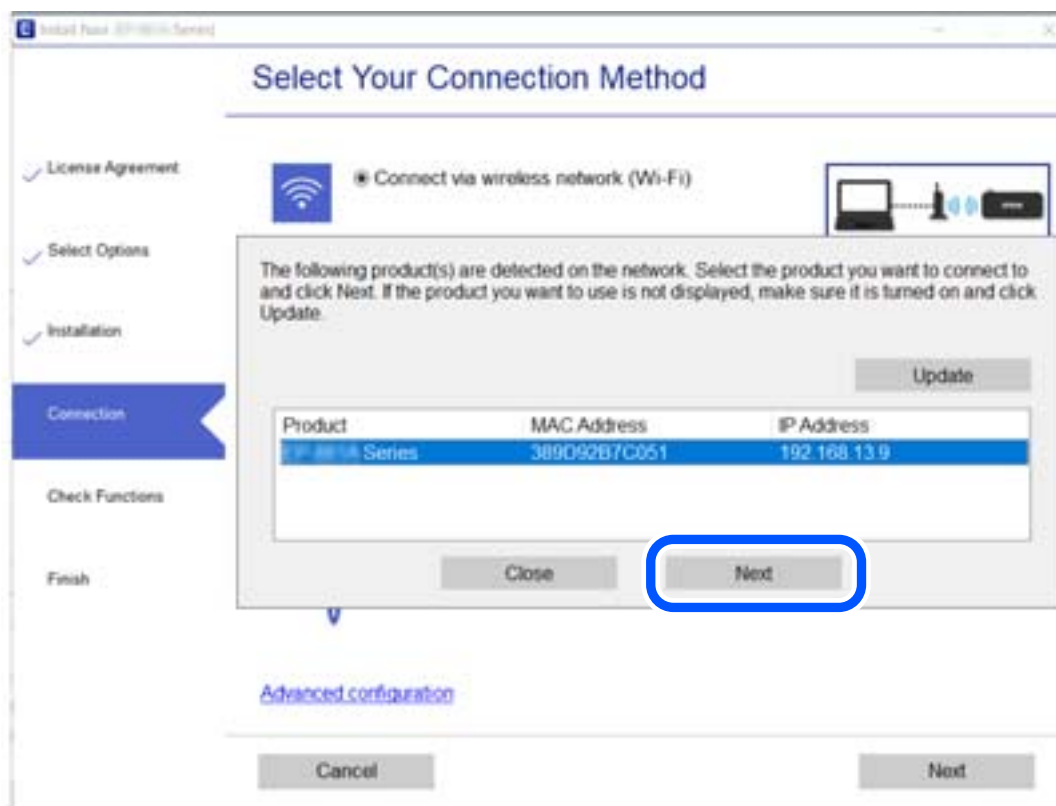 Install Navi
Series]
Select Your Connection Method
License Agreement
Select Options
Installation
Connection
Check Functions
Finish
Connect via wireless network (Wi-Fi)
The following product(s) are detected on the network. Select the product you want to connect to
and click Next. If the product you want to use is not displayed, make sure it is turned on and click
Update.
Update
Product MAC Address IP Address
Series 389D92B7C051 192.168.13.9
Close Next
Advanced configuration
Cancel Next